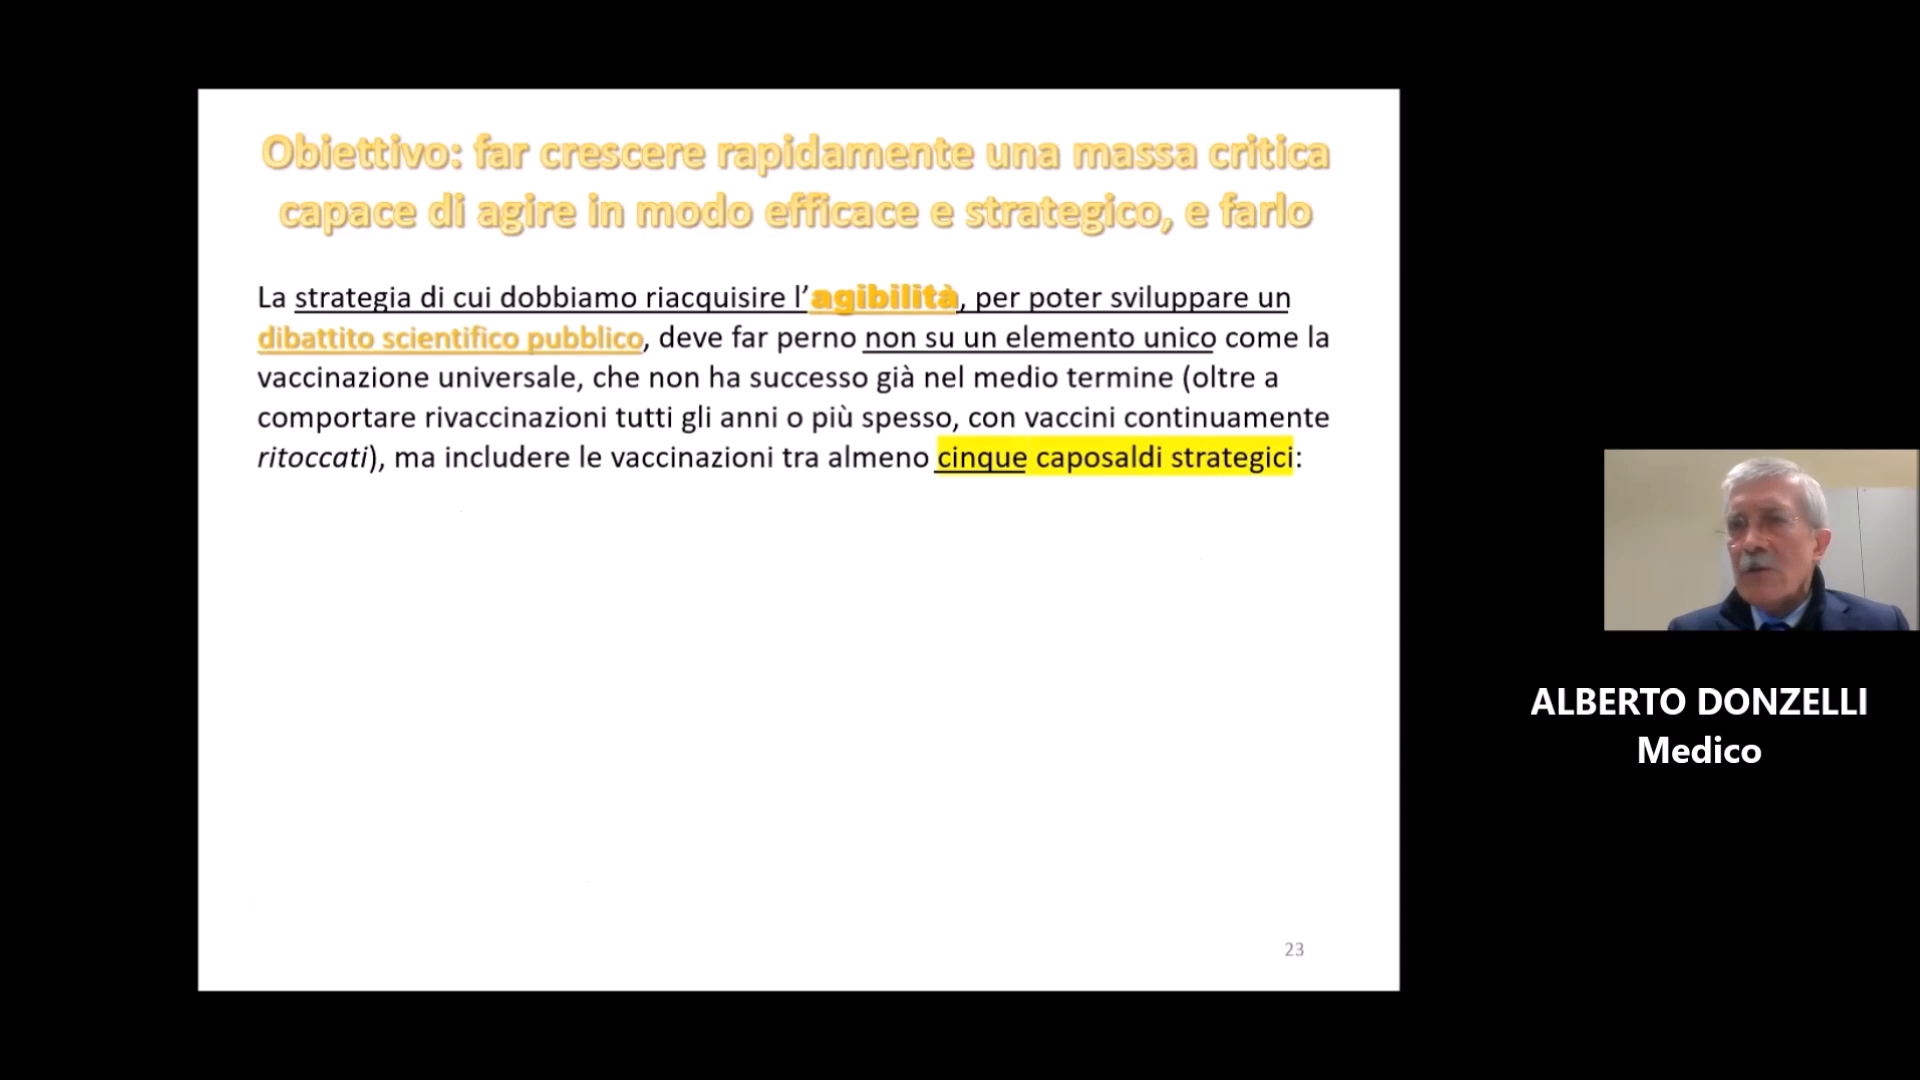 Obiettivo: far crescere rapidamente una massa critica
capace di agire in modo efficace e strategico, e farlo
La strategia di cui dobbiamo riacquisire l’agibilità, per poter sviluppare un
dibattito scientifico pubblico, deve far perno non su un elemento unico come la
vaccinazione universale, che non ha successo già nel medio termine (oltre a
comportare rivaccinazioni tutti gli anni o più spesso, con vaccini continuamente
ritoccati), ma includere le vaccinazioni tra almeno cinque caposaldi strategici:
23
ALBERTO DONZELLI
Medico